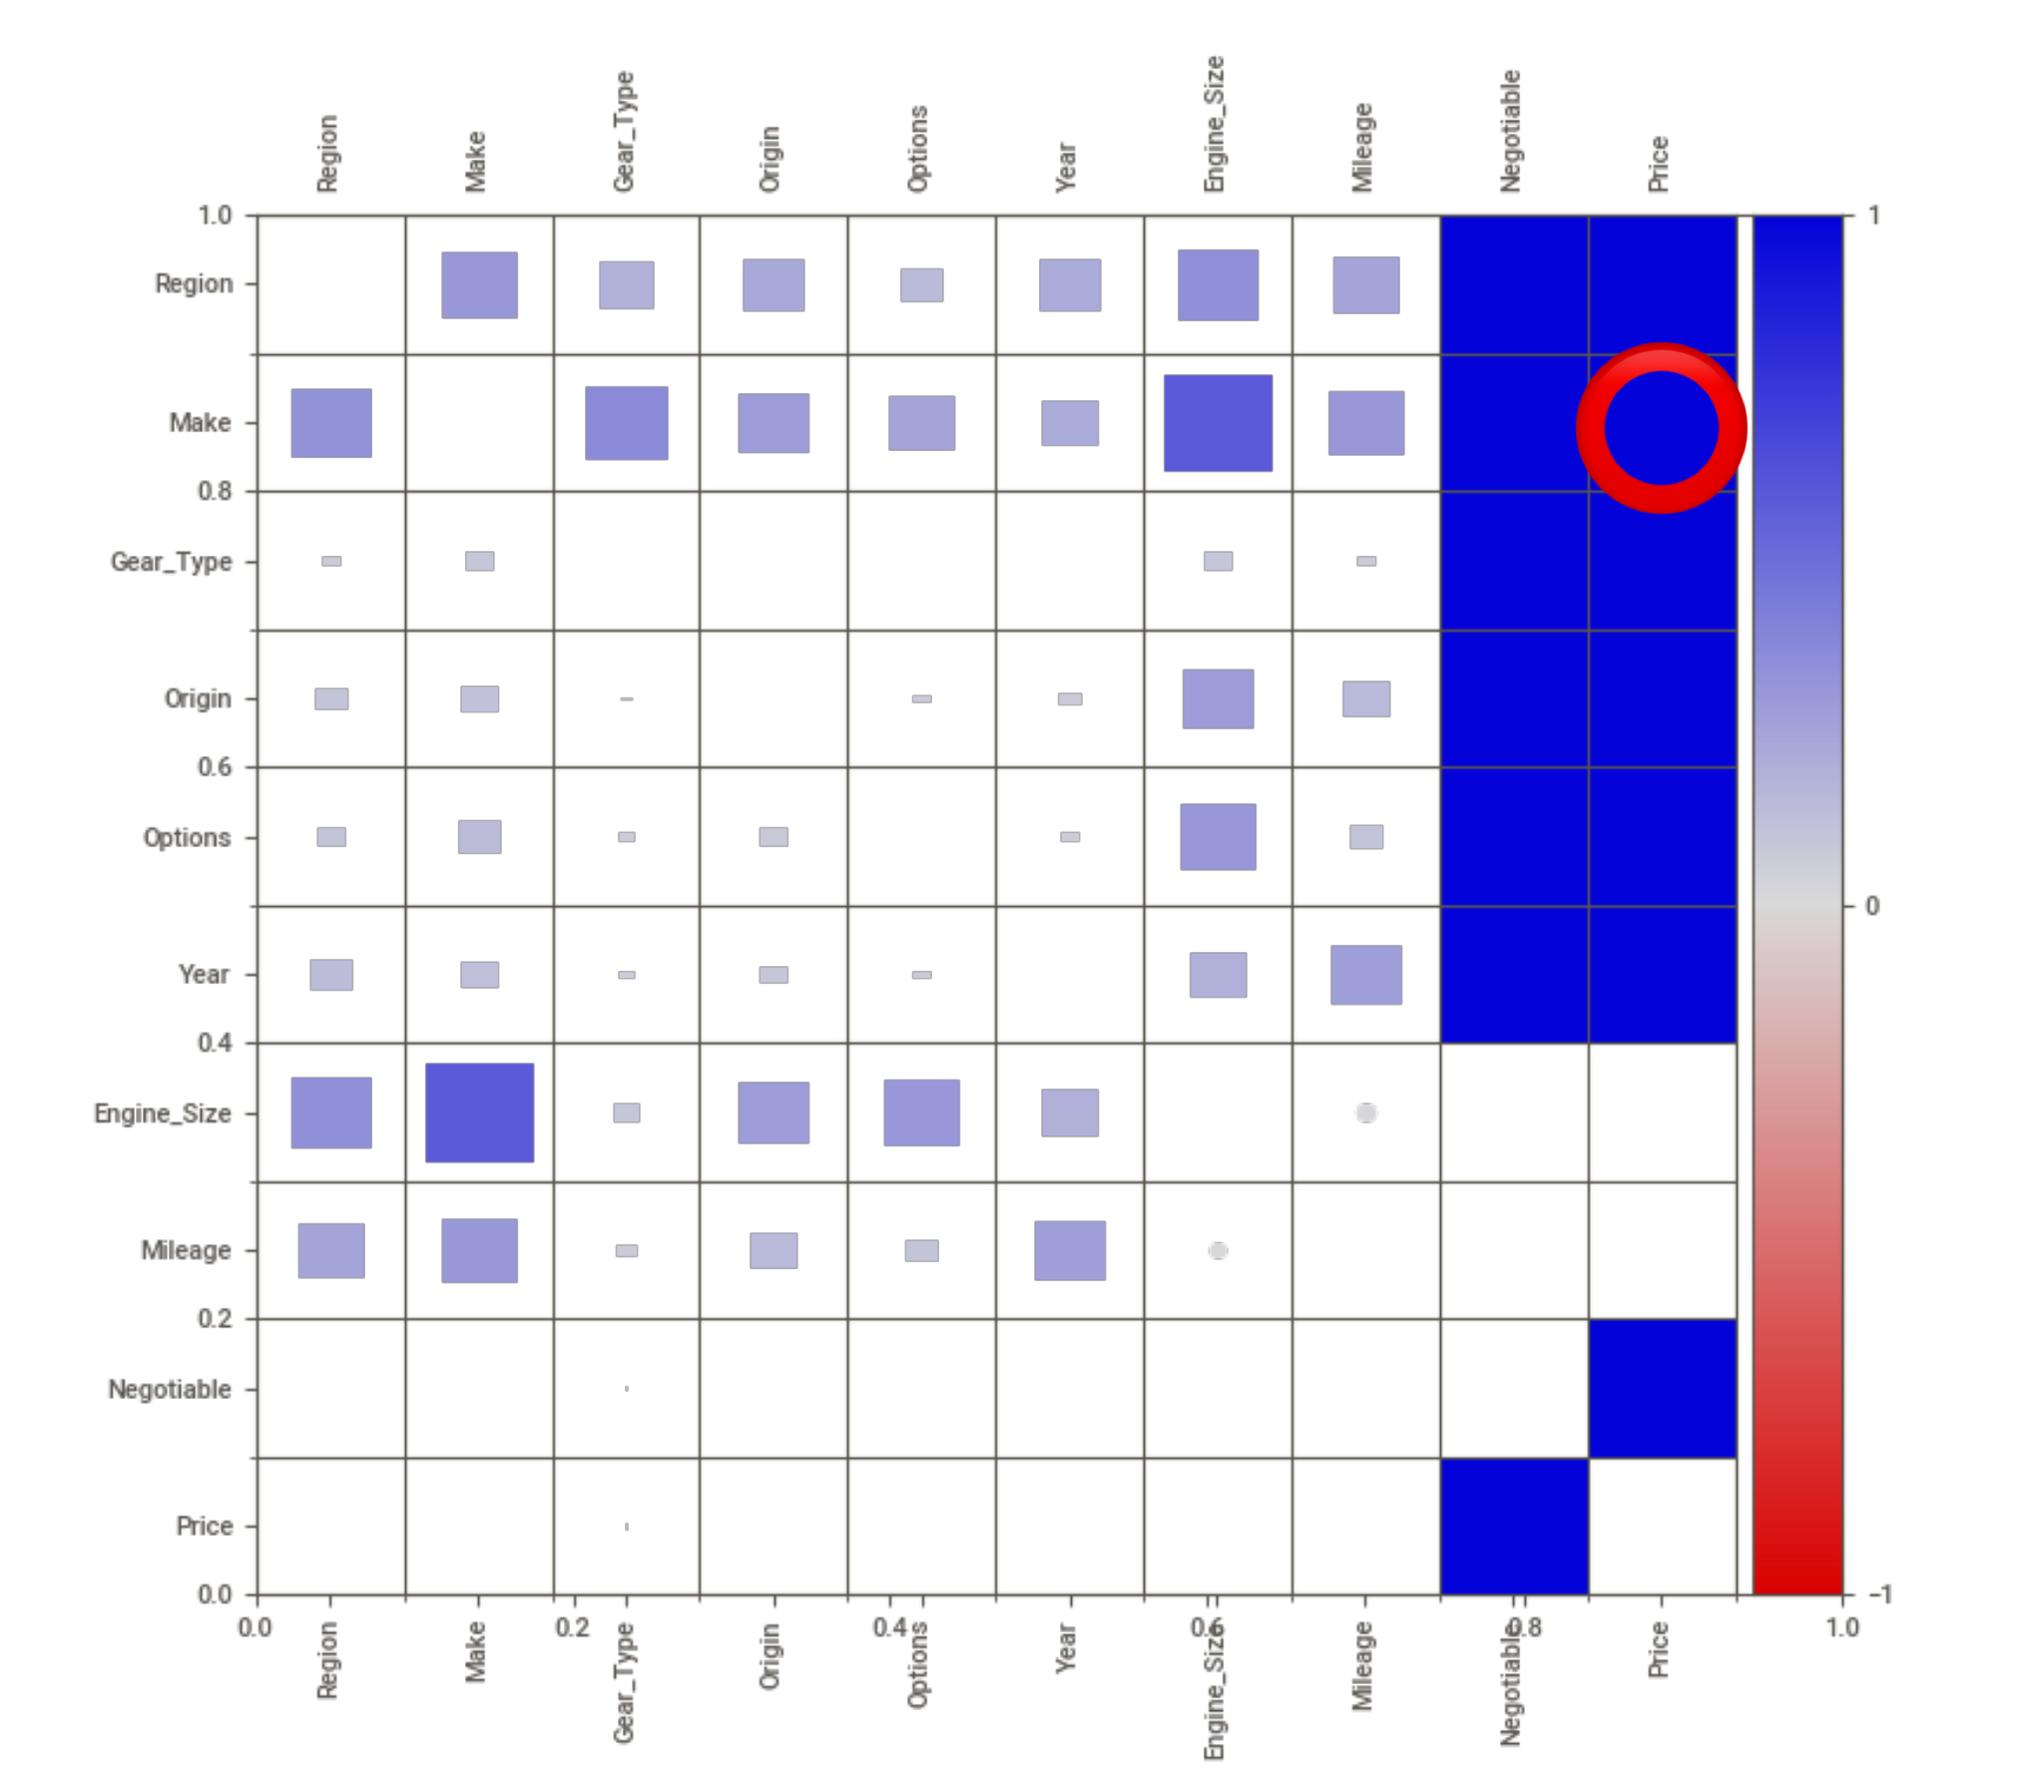 Region
Make
Gear_Type
Origin
Options
Year
Engine_Size
Mileage
Negotiable
Price
1.0
1
Region
Make
0.8
Gear_Type
Origin
0.6
Options
0
Year
0.4
Engine_Size
Mileage
0.2
Negotiable
Price
0.0
-1
0.0
0.2
0.4
0.6
0.8
1.0
Region
Make
Gear_Type
Origin
Options
Year
Engine_Size
Mileage
Negotiable
Price